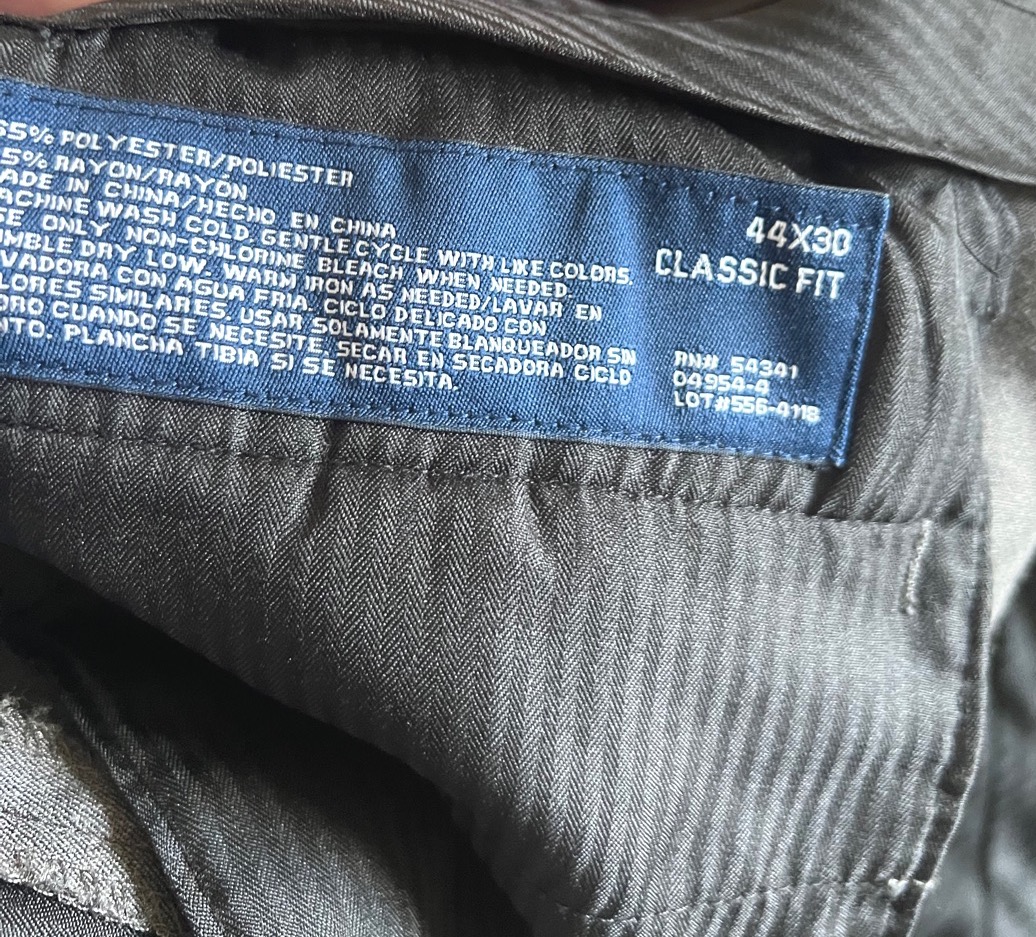 65% POLYESTER/POLIESTER
5% RAYON/RAYON
ADE IN CHINA/HECHO EN CHINA
ACHINE WASH COLD, GENTLE CYCLE WITH LIKE COLORS.
SE ONLY NON-CHLORINE BLEACH WHEN NEEDED.
UMBLE DRY LOW. WARM IRON AS NEEDED/LAVAR EN
VADORA CON AGUA FRIA. CICLO DELICADO CON
LORES SIMILARES. USAR SOLAMENTE BLANQUEADOR SIN
ORO CUANDO SE NECESITE. SECAR EN SECADORA CICLO
NTO. PLANCHA TIBIA SI SE NECESITA.
44X30
CLASSIC FIT
RN# 54341
04954-4
LOT#556-4118